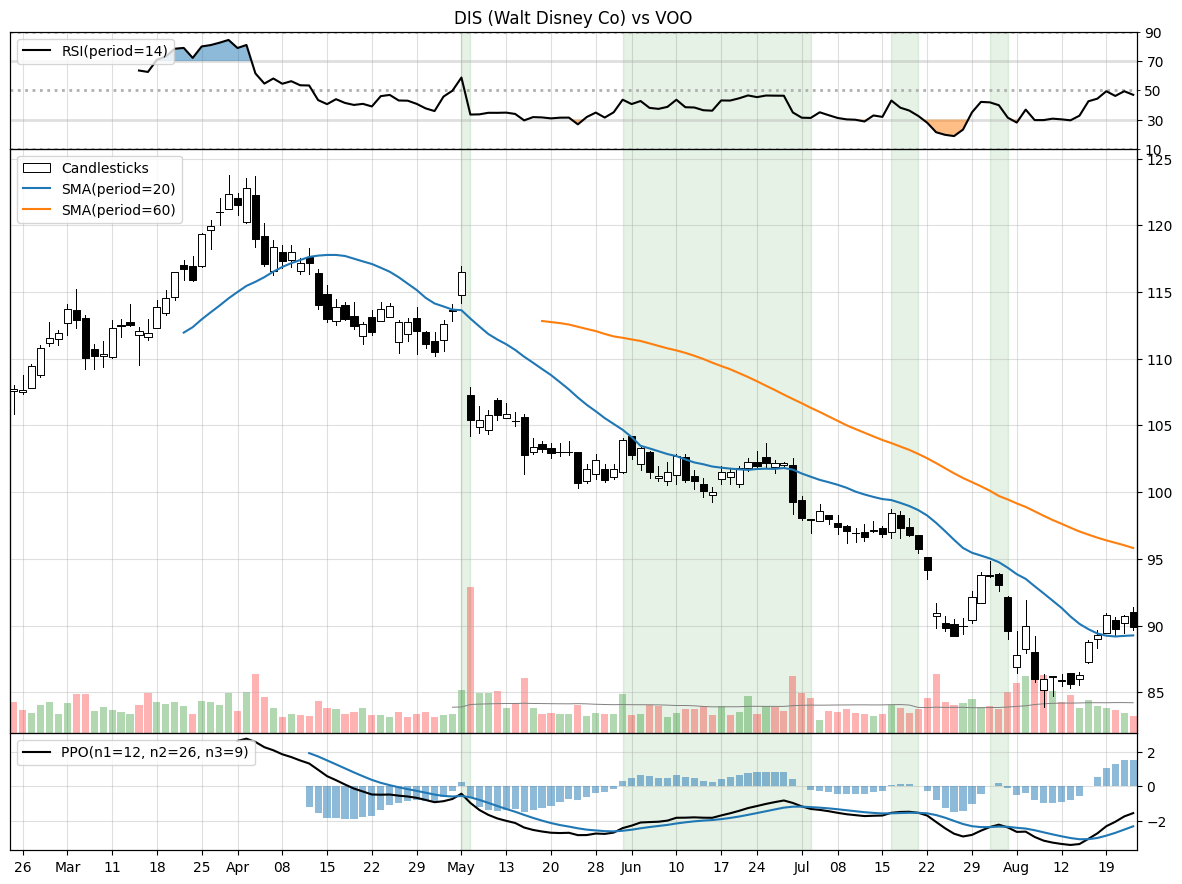 DIS (Walt Disney Co) vs VOO
RSI(period=14)
90
70
50
30
10
Candlesticks
SMA(period=20)
SMA(period=60)
125
120
115
110
105
100
95
90
85
PPO(n1=12, n2=26, n3=9)
2
0
−2
26 Mar 11 18 25 Apr 08 15 22 29 May 13 20 28 Jun 10 17 24 Jul 08 15 22 29 Aug 12 19